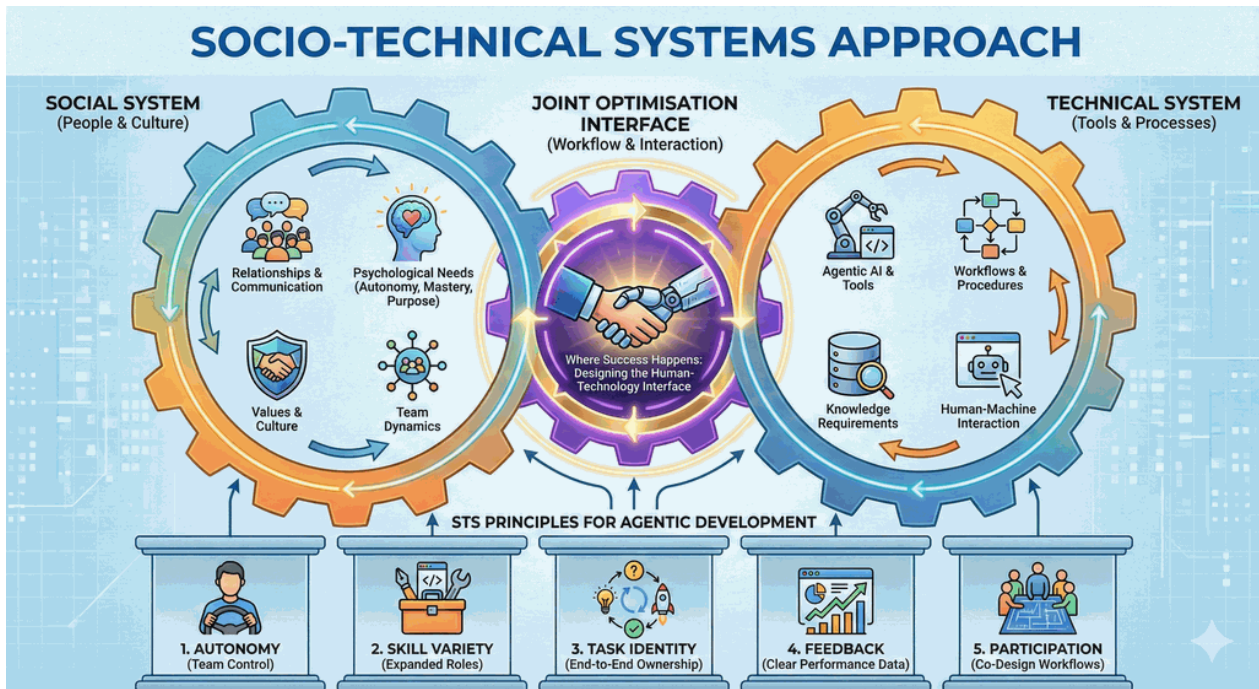 SOCIO-TECHNICAL SYSTEMS APPROACH
SOCIAL SYSTEM
(People & Culture)
JOINT OPTIMISATION
INTERFACE
(Workflow & Interaction)
TECHNICAL SYSTEM
(Tools & Processes)
Relationships &
Communication
Psychological Needs
(Autonomy, Mastery,
Purpose)
Values &
Culture
Team
Dynamics
Where Success Happens:
Designing the Human-
Technology Interface
</>
Agentic AI &
Tools
Workflows &
Procedures
Knowledge
Requirements
Human-Machine
Interaction
STS PRINCIPLES FOR AGENTIC DEVELOPMENT
1. AUTONOMY
(Team Control)
</>
2. SKILL VARIETY
(Expanded Roles)
?
3. TASK IDENTITY
(End-to-End Ownership)
4. FEEDBACK
(Clear Performance Data)
5. PARTICIPATION
(Co-Design Workflows)